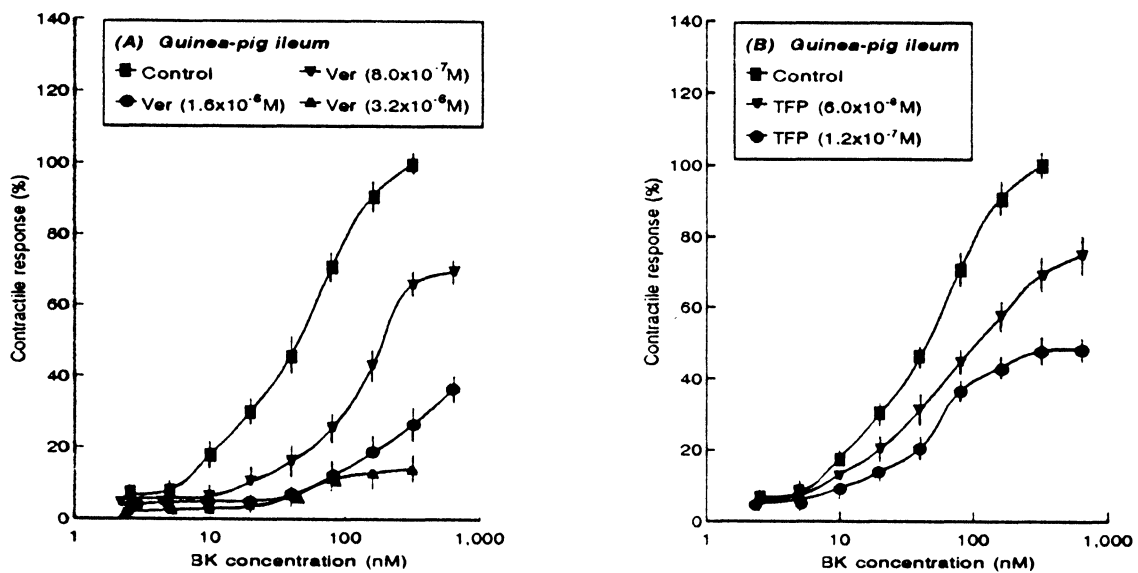 (A) Guinea-pig ileum
Control
Ver (8.0x10⁻⁷M)
Ver (1.6x10⁻⁶M)
Ver (3.2x10⁻⁶M)
Contractile response (%)
140
120
100
80
60
40
20
0
1
10
100
1,000
BK concentration (nM)
(B) Guinea-pig ileum
Control
TFP (6.0x10⁻⁸M)
TFP (1.2x10⁻⁷M)
Contractile response (%)
140
120
100
80
60
40
20
0
1
10
100
1,000
BK concentration (nM)